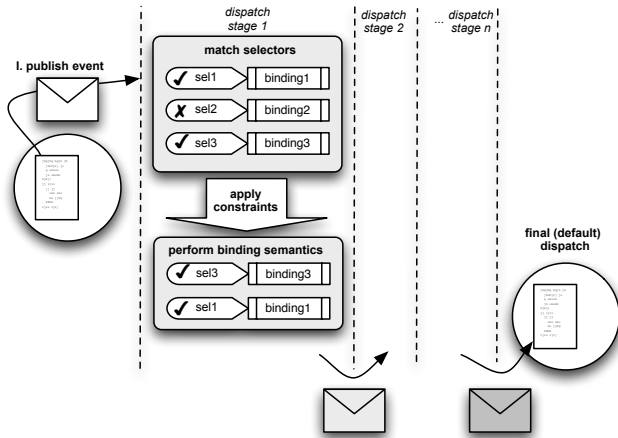 dispatch
stage 1
dispatch
stage 2
... dispatch
stage n
I. publish event
match selectors
sel1 binding1
sel2 binding2
sel3 binding3
apply
constraints
perform binding semantics
sel3 binding3
sel1 binding1
final (default)
dispatch